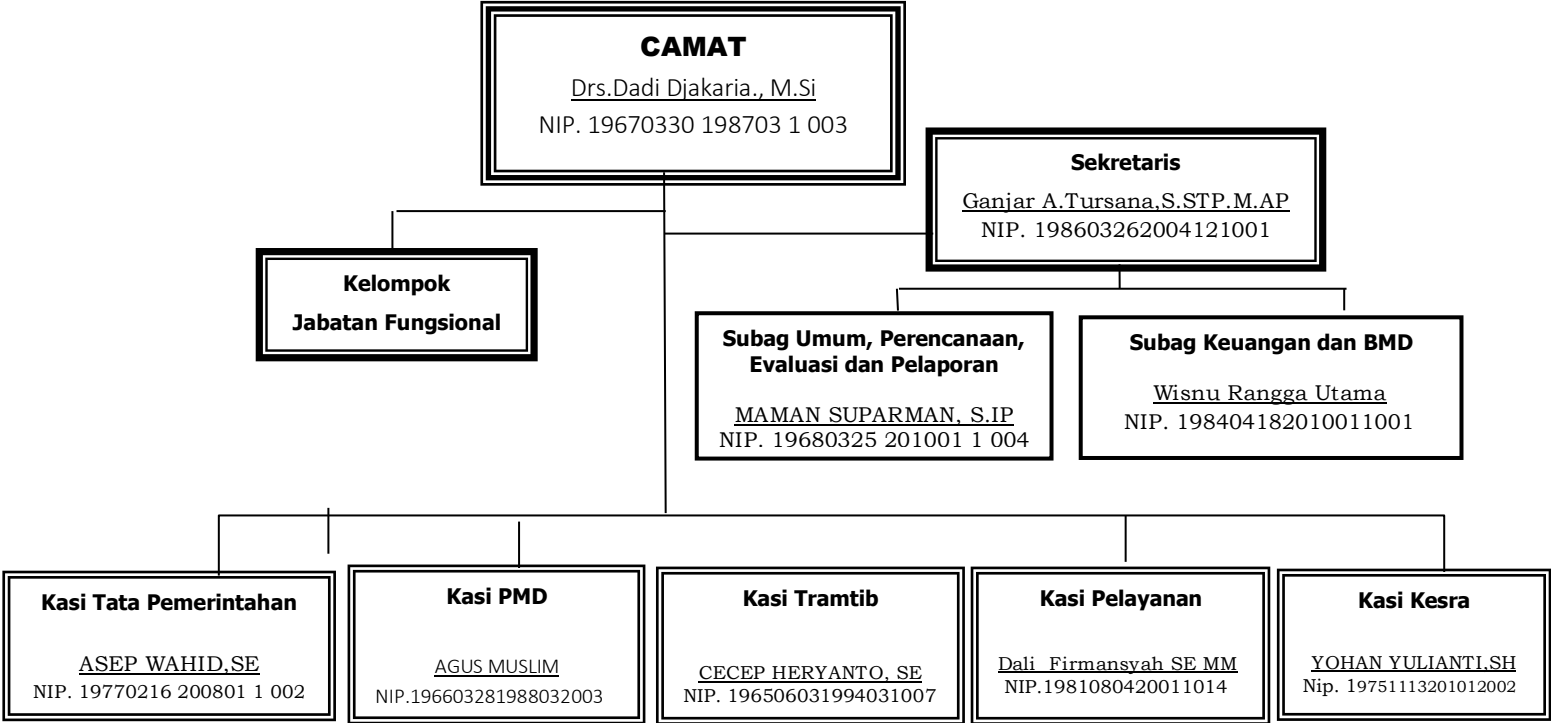 CAMAT
Drs.Dadi Djakaria., M.Si
NIP. 19670330 198703 1 003
Sekretaris
Ganjar A.Tursana,S.STP.M.AP
NIP. 198603262004121001
Kelompok
Jabatan Fungsional
Subag Umum, Perencanaan,
Evaluasi dan Pelaporan
MAMAN SUPARMAN, S.IP
NIP. 19680325 201001 1 004
Subag Keuangan dan BMD
Wisnu Rangga Utama
NIP. 198404182010011001
Kasi Tata Pemerintahan
ASEP WAHID,SE
NIP. 19770216 200801 1 002
Kasi PMD
AGUS MUSLIM
NIP.196603281988032003
Kasi Tramtib
CECEP HERYANTO, SE
NIP. 196506031994031007
Kasi Pelayanan
Dali Firmansyah SE MM
NIP.1981080420011014
Kasi Kesra
YOHAN YULIANTI,SH
Nip. 19751113201012002